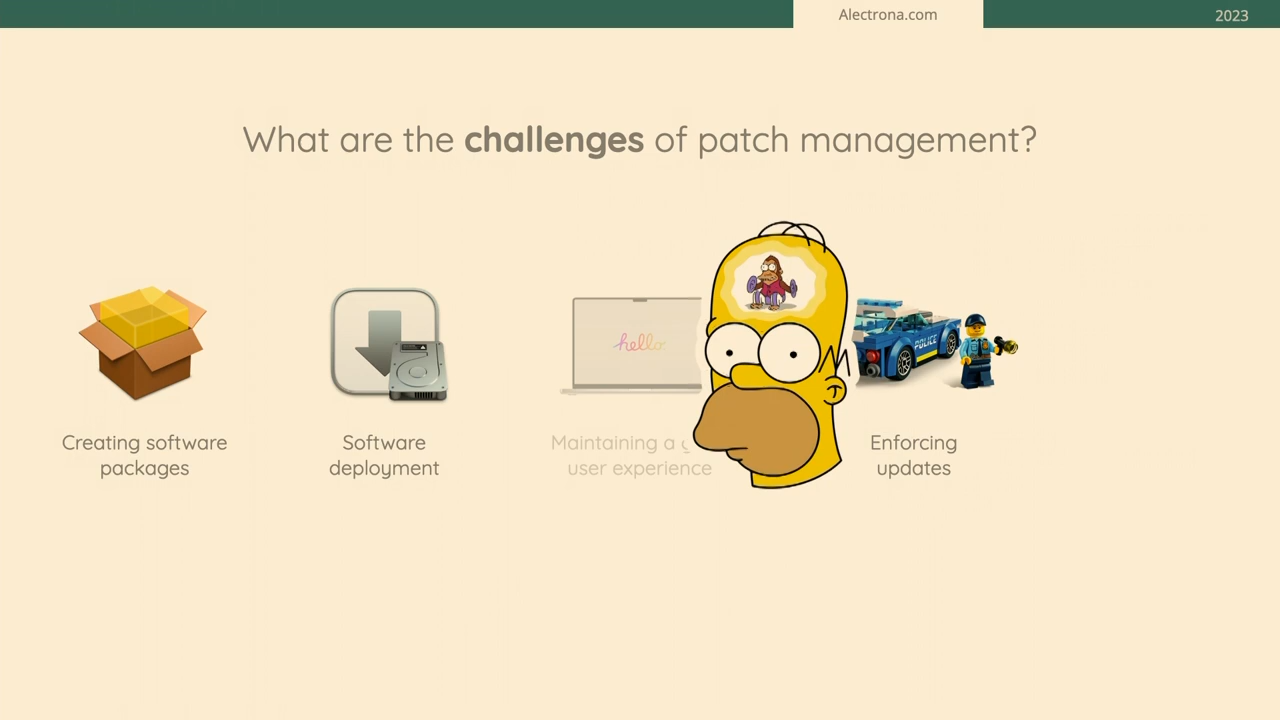 Alectrona.com
2023
What are the challenges of patch management?
hello
POLICE
Creating software
packages
Software
deployment
Maintaining a
user experience
Enforcing
updates